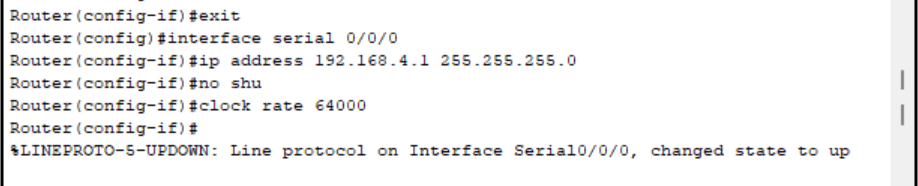 Router(config-if)#exit
Router(config)#interface serial 0/0/0
Router(config-if)#ip address 192.168.4.1 255.255.255.0
Router(config-if)#no shu
Router(config-if)#clock rate 64000
Router(config-if)#
%LINEPROTO-5-UPDOWN: Line protocol on Interface Serial0/0/0, changed state to up